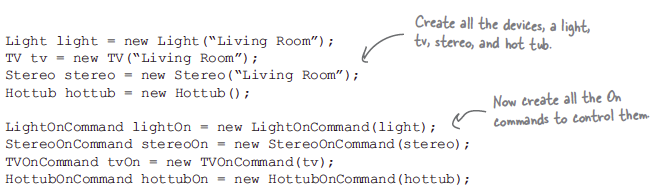 Create all the devices, a light,
tv, stereo, and hot tub.
Light light = new Light(“Living Room”);
TV tv = new TV(“Living Room”);
Stereo stereo = new Stereo(“Living Room”);
Hottub hottub = new Hottub();
Now create all the On
commands to control them.
LightOnCommand lightOn = new LightOnCommand(light);
StereoOnCommand stereoOn = new StereoOnCommand(stereo);
TVOnCommand tvOn = new TVOnCommand(tv);
HottubOnCommand hottubOn = new HottubOnCommand(hottub);